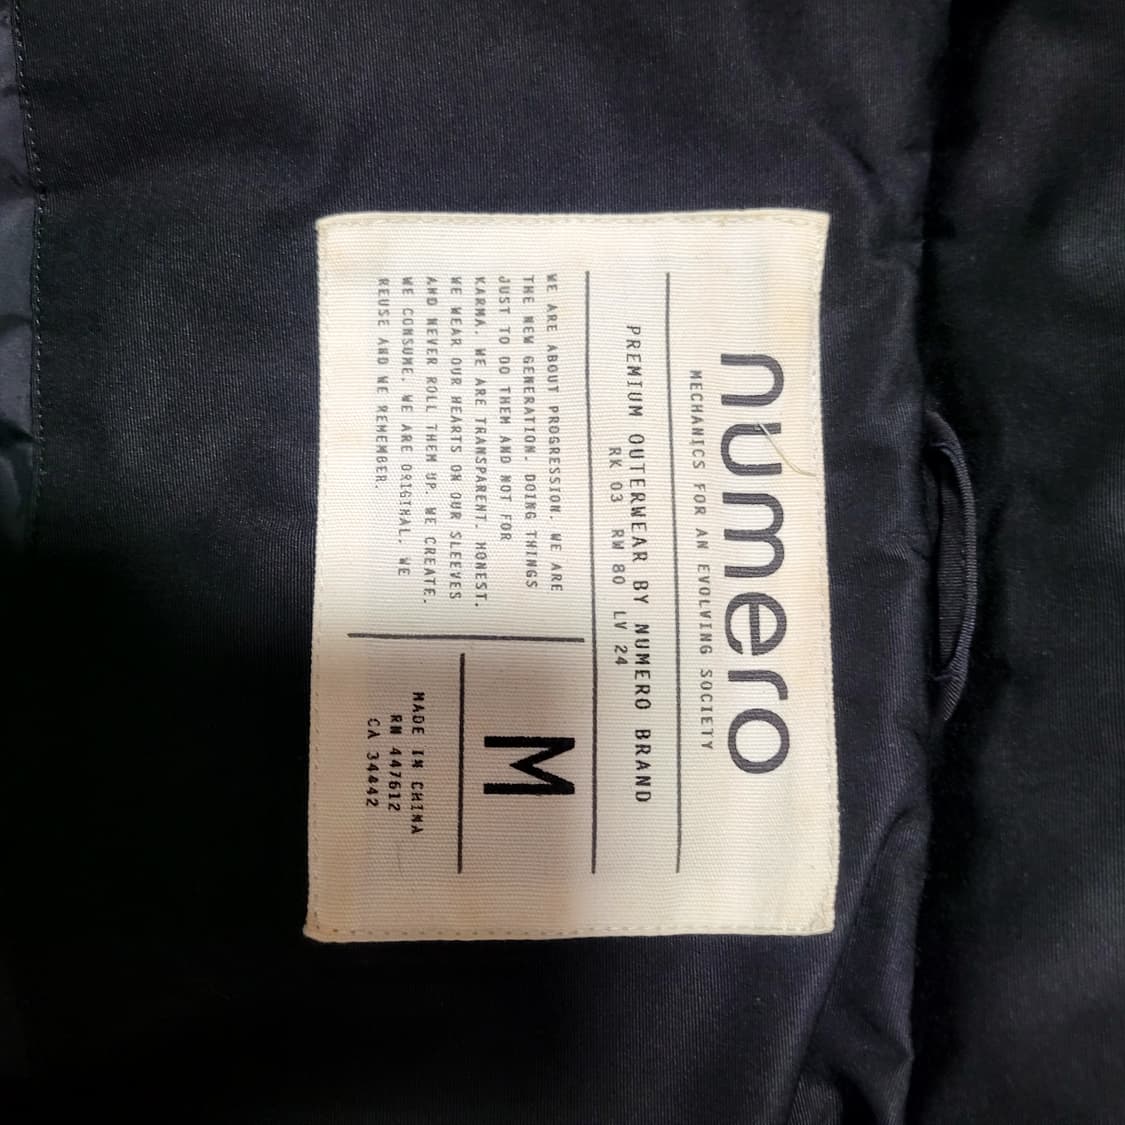 numero
MECHANICS FOR AN EVOLVING SOCIETY
PREMIUM OUTERWEAR BY NUMERO BRAND
RK 03 RW 80 LV 24
WE ARE ABOUT PROGRESSION. WE ARE
THE NEW GENERATION. DOING THINGS
JUST TO DO THEM AND NOT FOR
KARMA. WE ARE TRANSPARENT. HONEST.
WE WEAR OUR HEARTS ON OUR SLEEVES
AND NEVER ROLL THEM UP. WE CREATE.
WE CONSUME. WE ARE ORIGINAL. WE
REUSE AND WE REMEMBER.
M
MADE IN CHINA
RN 447612
CA 34442